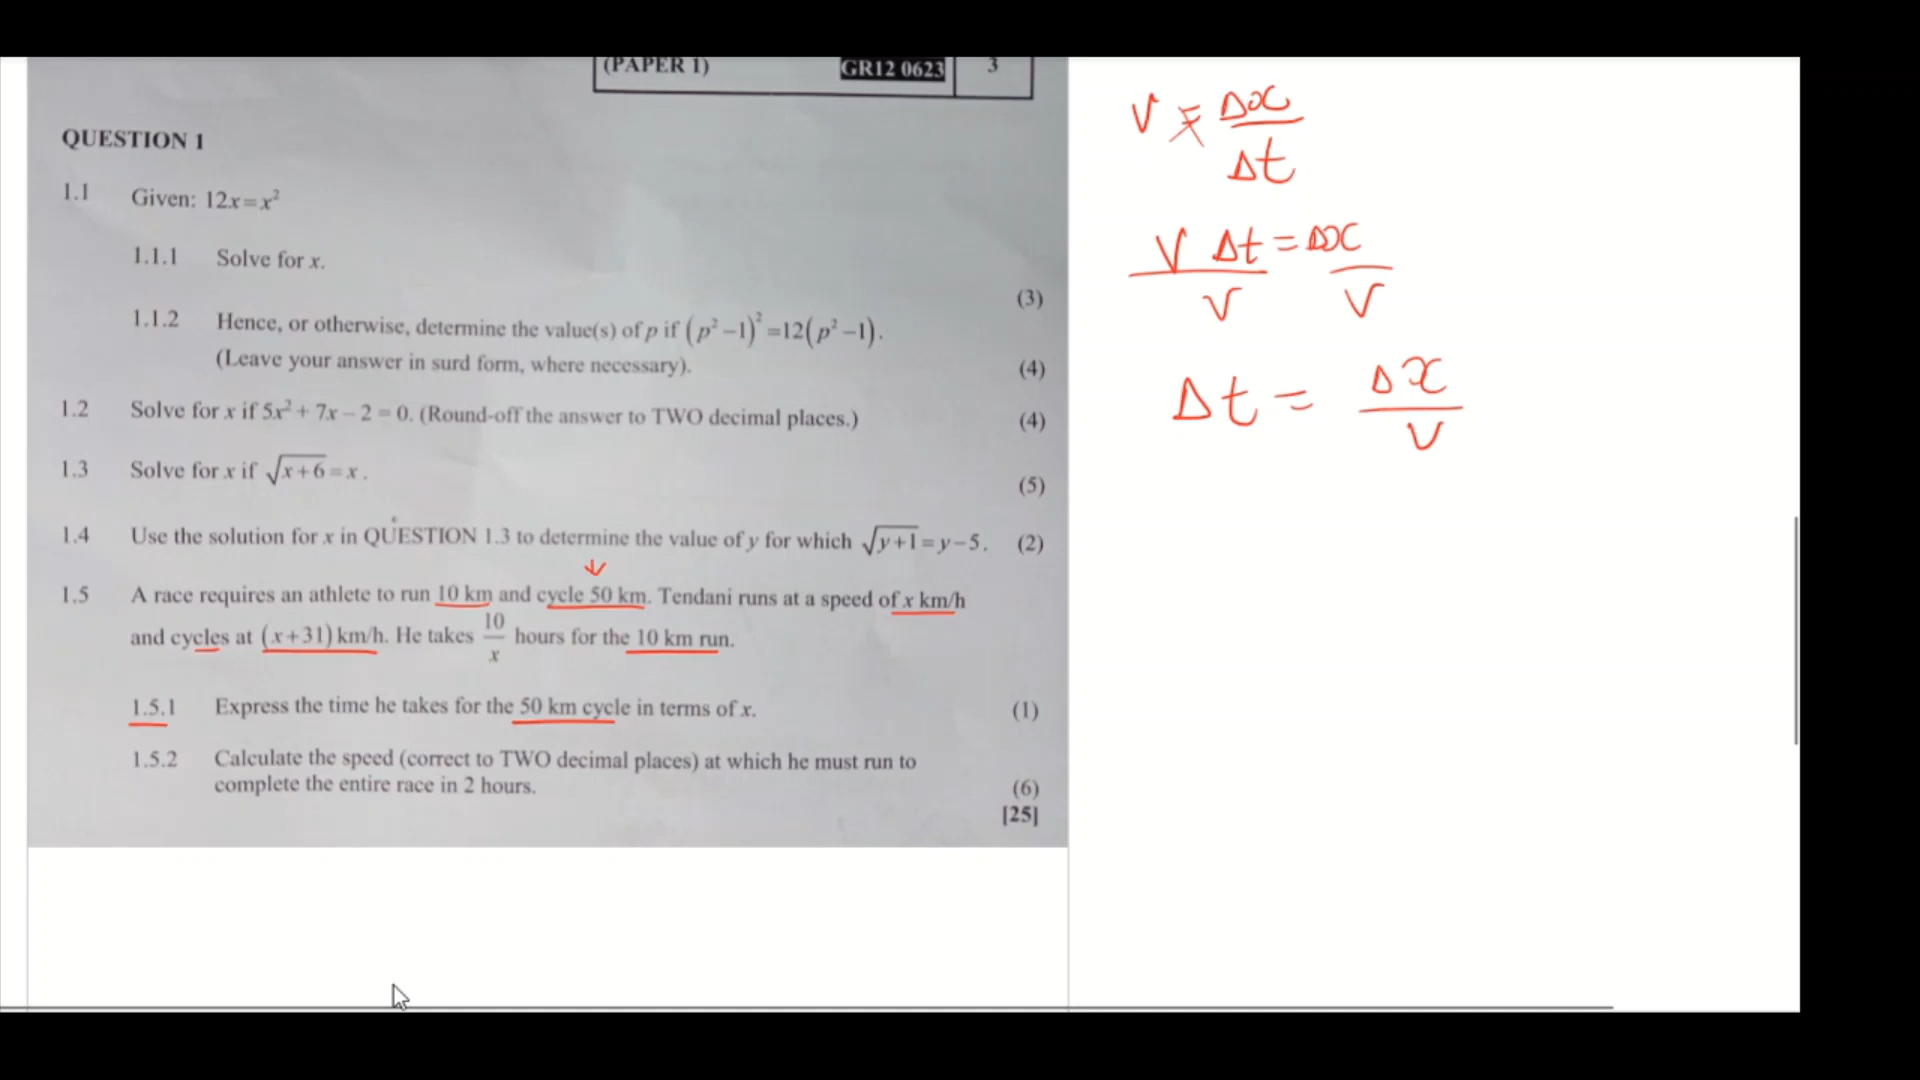 (PAPER 1) GR12 0623 3
QUESTION 1
1.1 Given: 12x=x²
1.1.1 Solve for x.
(3)
1.1.2 Hence, or otherwise, determine the value(s) of p if (p²−1)²=12(p²−1).
(Leave your answer in surd form, where necessary). (4)
1.2 Solve for x if 5x² + 7x − 2 = 0. (Round-off the answer to TWO decimal places.) (4)
1.3 Solve for x if √(x+6) = x.
(5)
1.4 Use the solution for x in QUESTION 1.3 to determine the value of y for which √(y+1) = y−5. (2)
1.5 A race requires an athlete to run 10 km and cycle 50 km. Tendani runs at a speed of x km/h
and cycles at (x+31) km/h. He takes 10/x hours for the 10 km run.
1.5.1 Express the time he takes for the 50 km cycle in terms of x. (1)
1.5.2 Calculate the speed (correct to TWO decimal places) at which he must run to
complete the entire race in 2 hours. (6)
[25]
V = Δx/Δt
V Δt/V = Δx/V
Δt = Δx/V